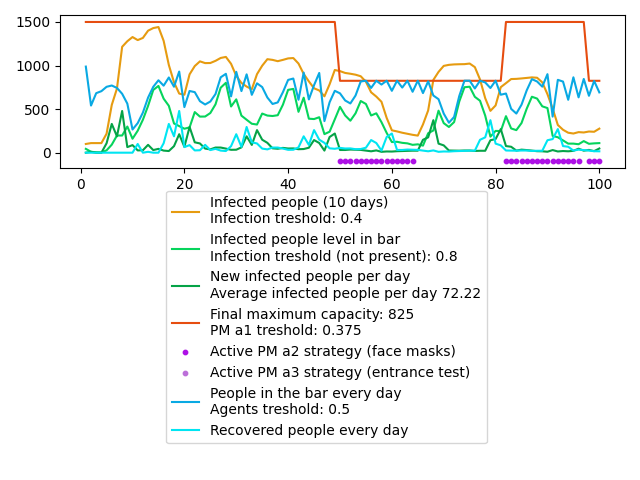 1500
1000
500
0
0
20
40
60
80
100
Infected people (10 days)
Infection treshold: 0.4
Infected people level in bar
Infection treshold (not present): 0.8
New infected people per day
Average infected people per day 72.22
Final maximum capacity: 825
PM a1 treshold: 0.375
Active PM a2 strategy (face masks)
Active PM a3 strategy (entrance test)
People in the bar every day
Agents treshold: 0.5
Recovered people every day